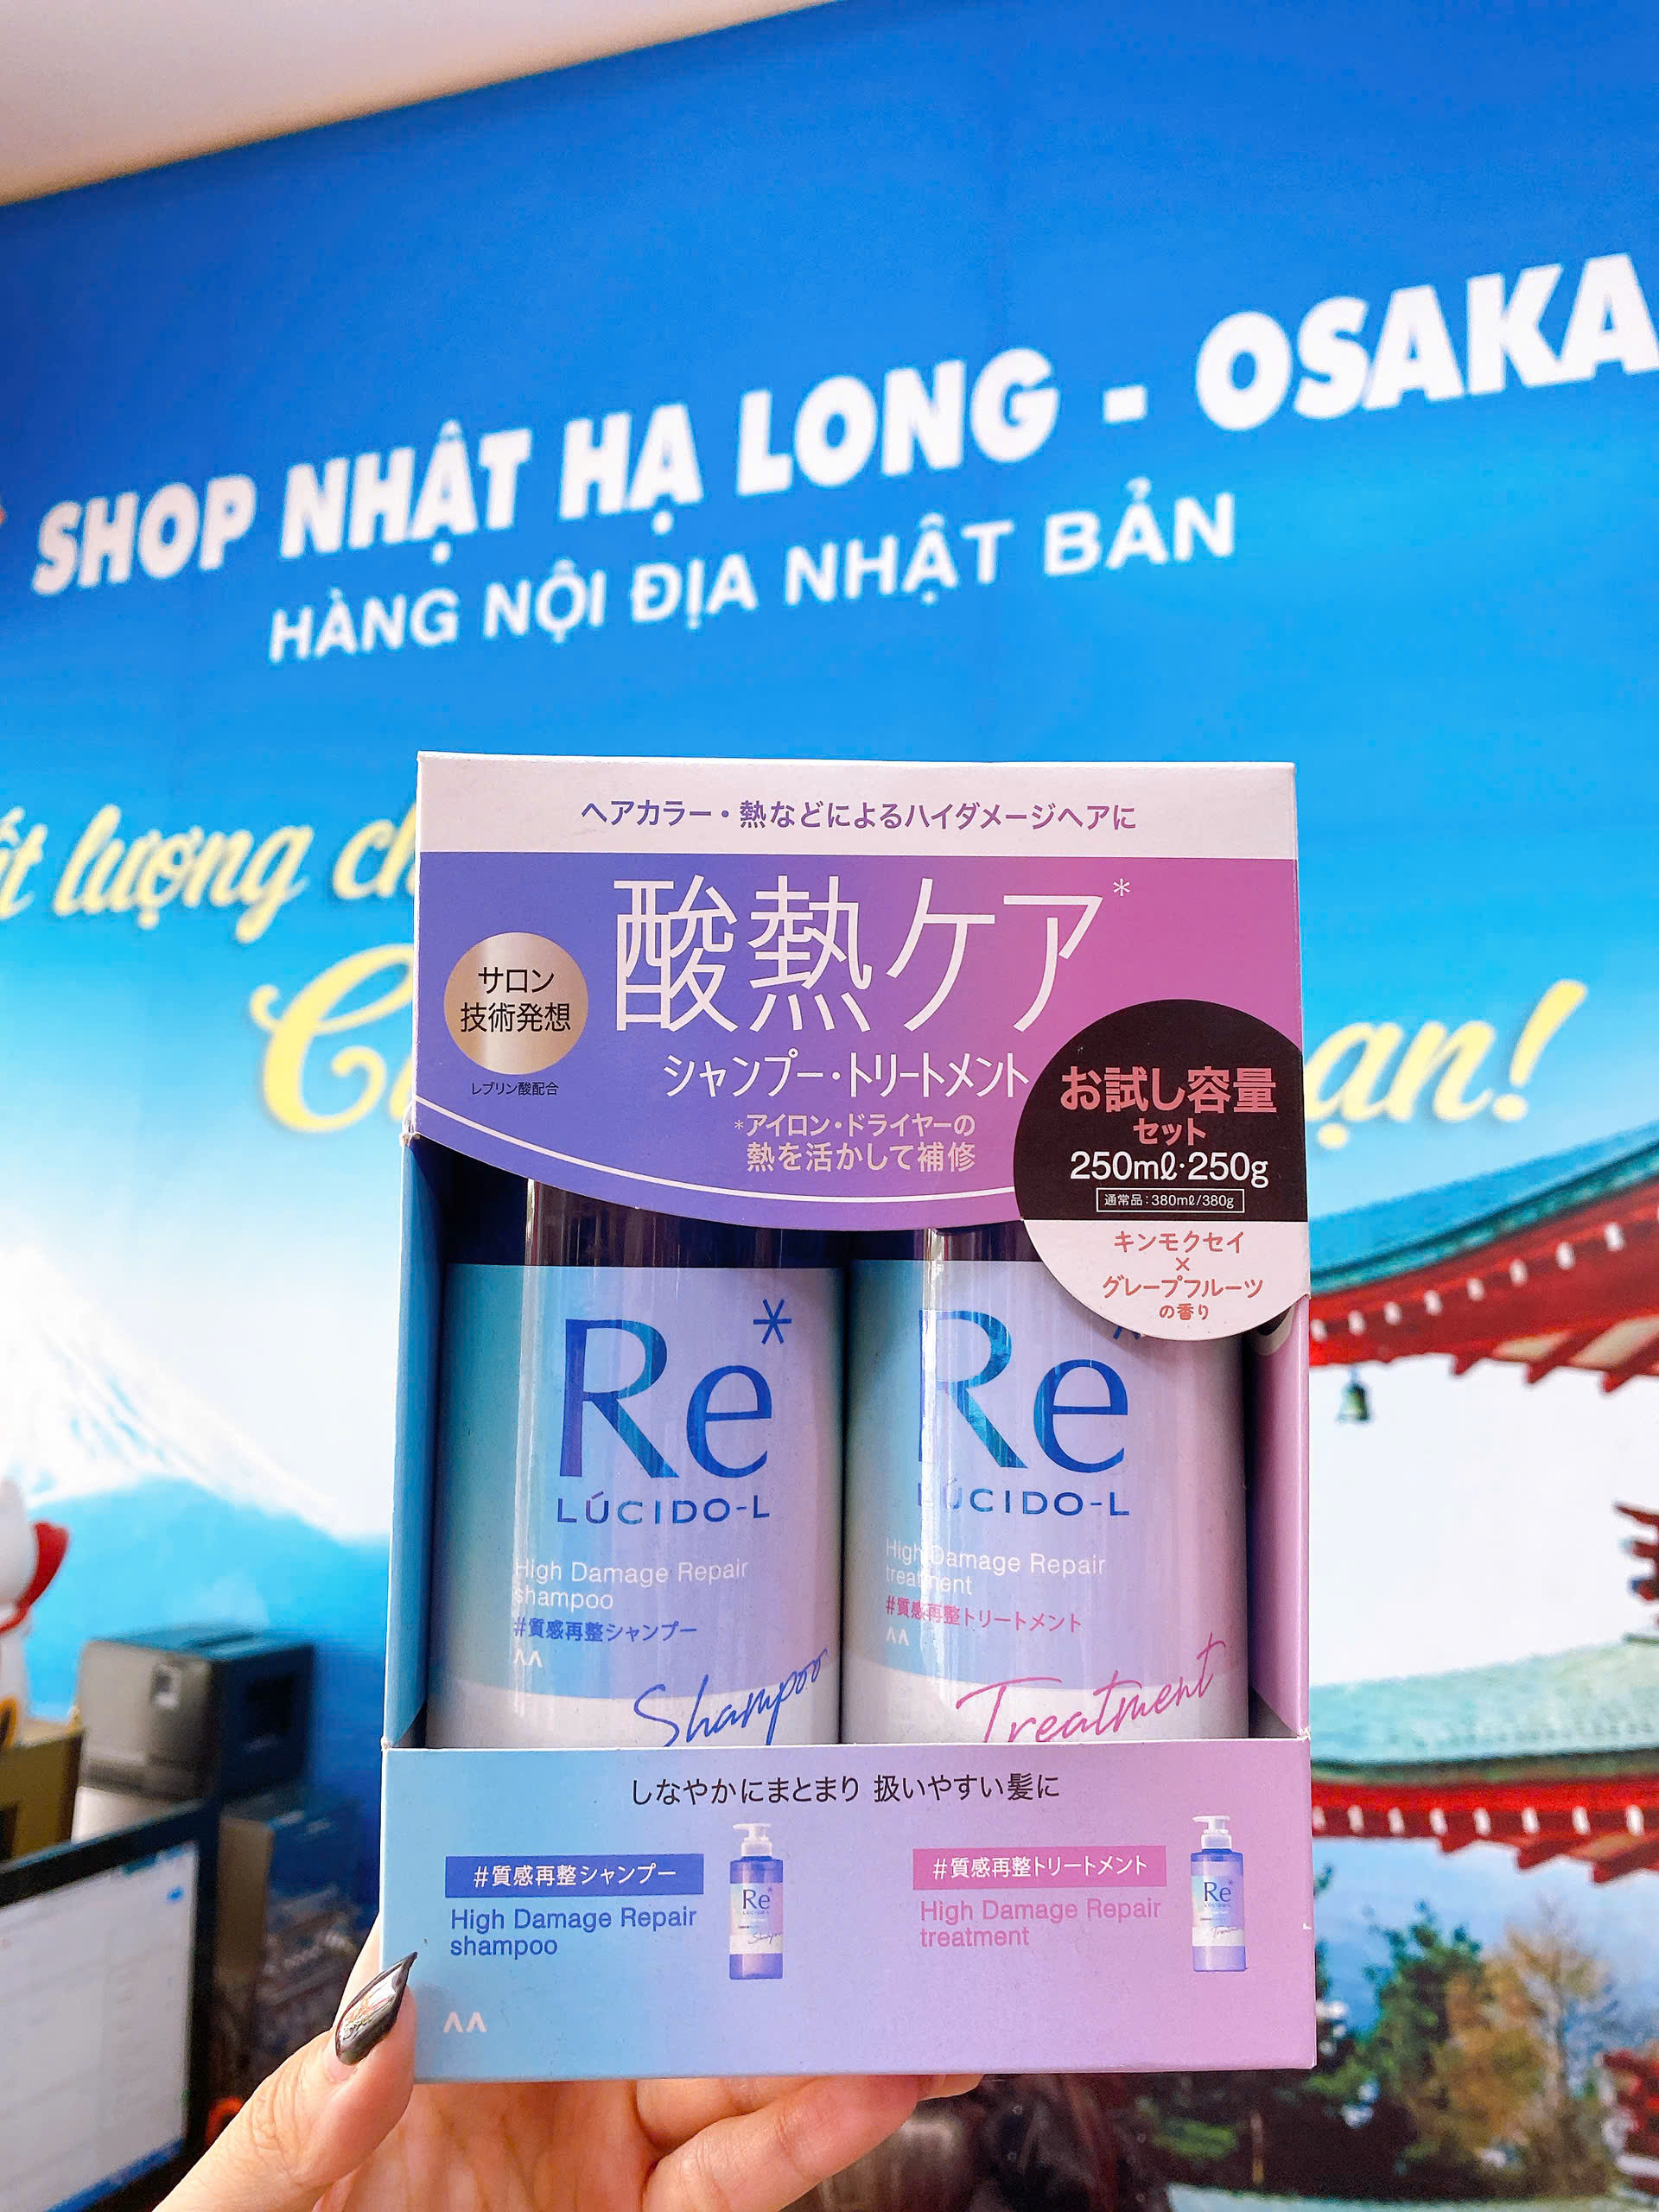 SHOP NHẬT HẠ LONG - OSAKA
HÀNG NỘI ĐỊA NHẬT BẢN
lượng
ヘアカラー・熱などによるハイダメージヘアに
酸熱ケア*
サロン
技術発想
レブリン酸配合
シャンプー・トリートメント
*アイロン・ドライヤーの
熱を活かして補修
お試し容量
セット
250mℓ・250g
通常品:380mℓ/380g
キンモクセイ
×
グレープフルーツ
の香り
Re*
LÚCIDO-L
High Damage Repair
shampoo
#質感再整シャンプー
Shampoo
Re*
LÚCIDO-L
High Damage Repair
treatment
#質感再整トリートメント
Treatment
しなやかにまとまり 扱いやすい髪に
#質感再整シャンプー
High Damage Repair
shampoo
Re*
#質感再整トリートメント
High Damage Repair
treatment
Re*